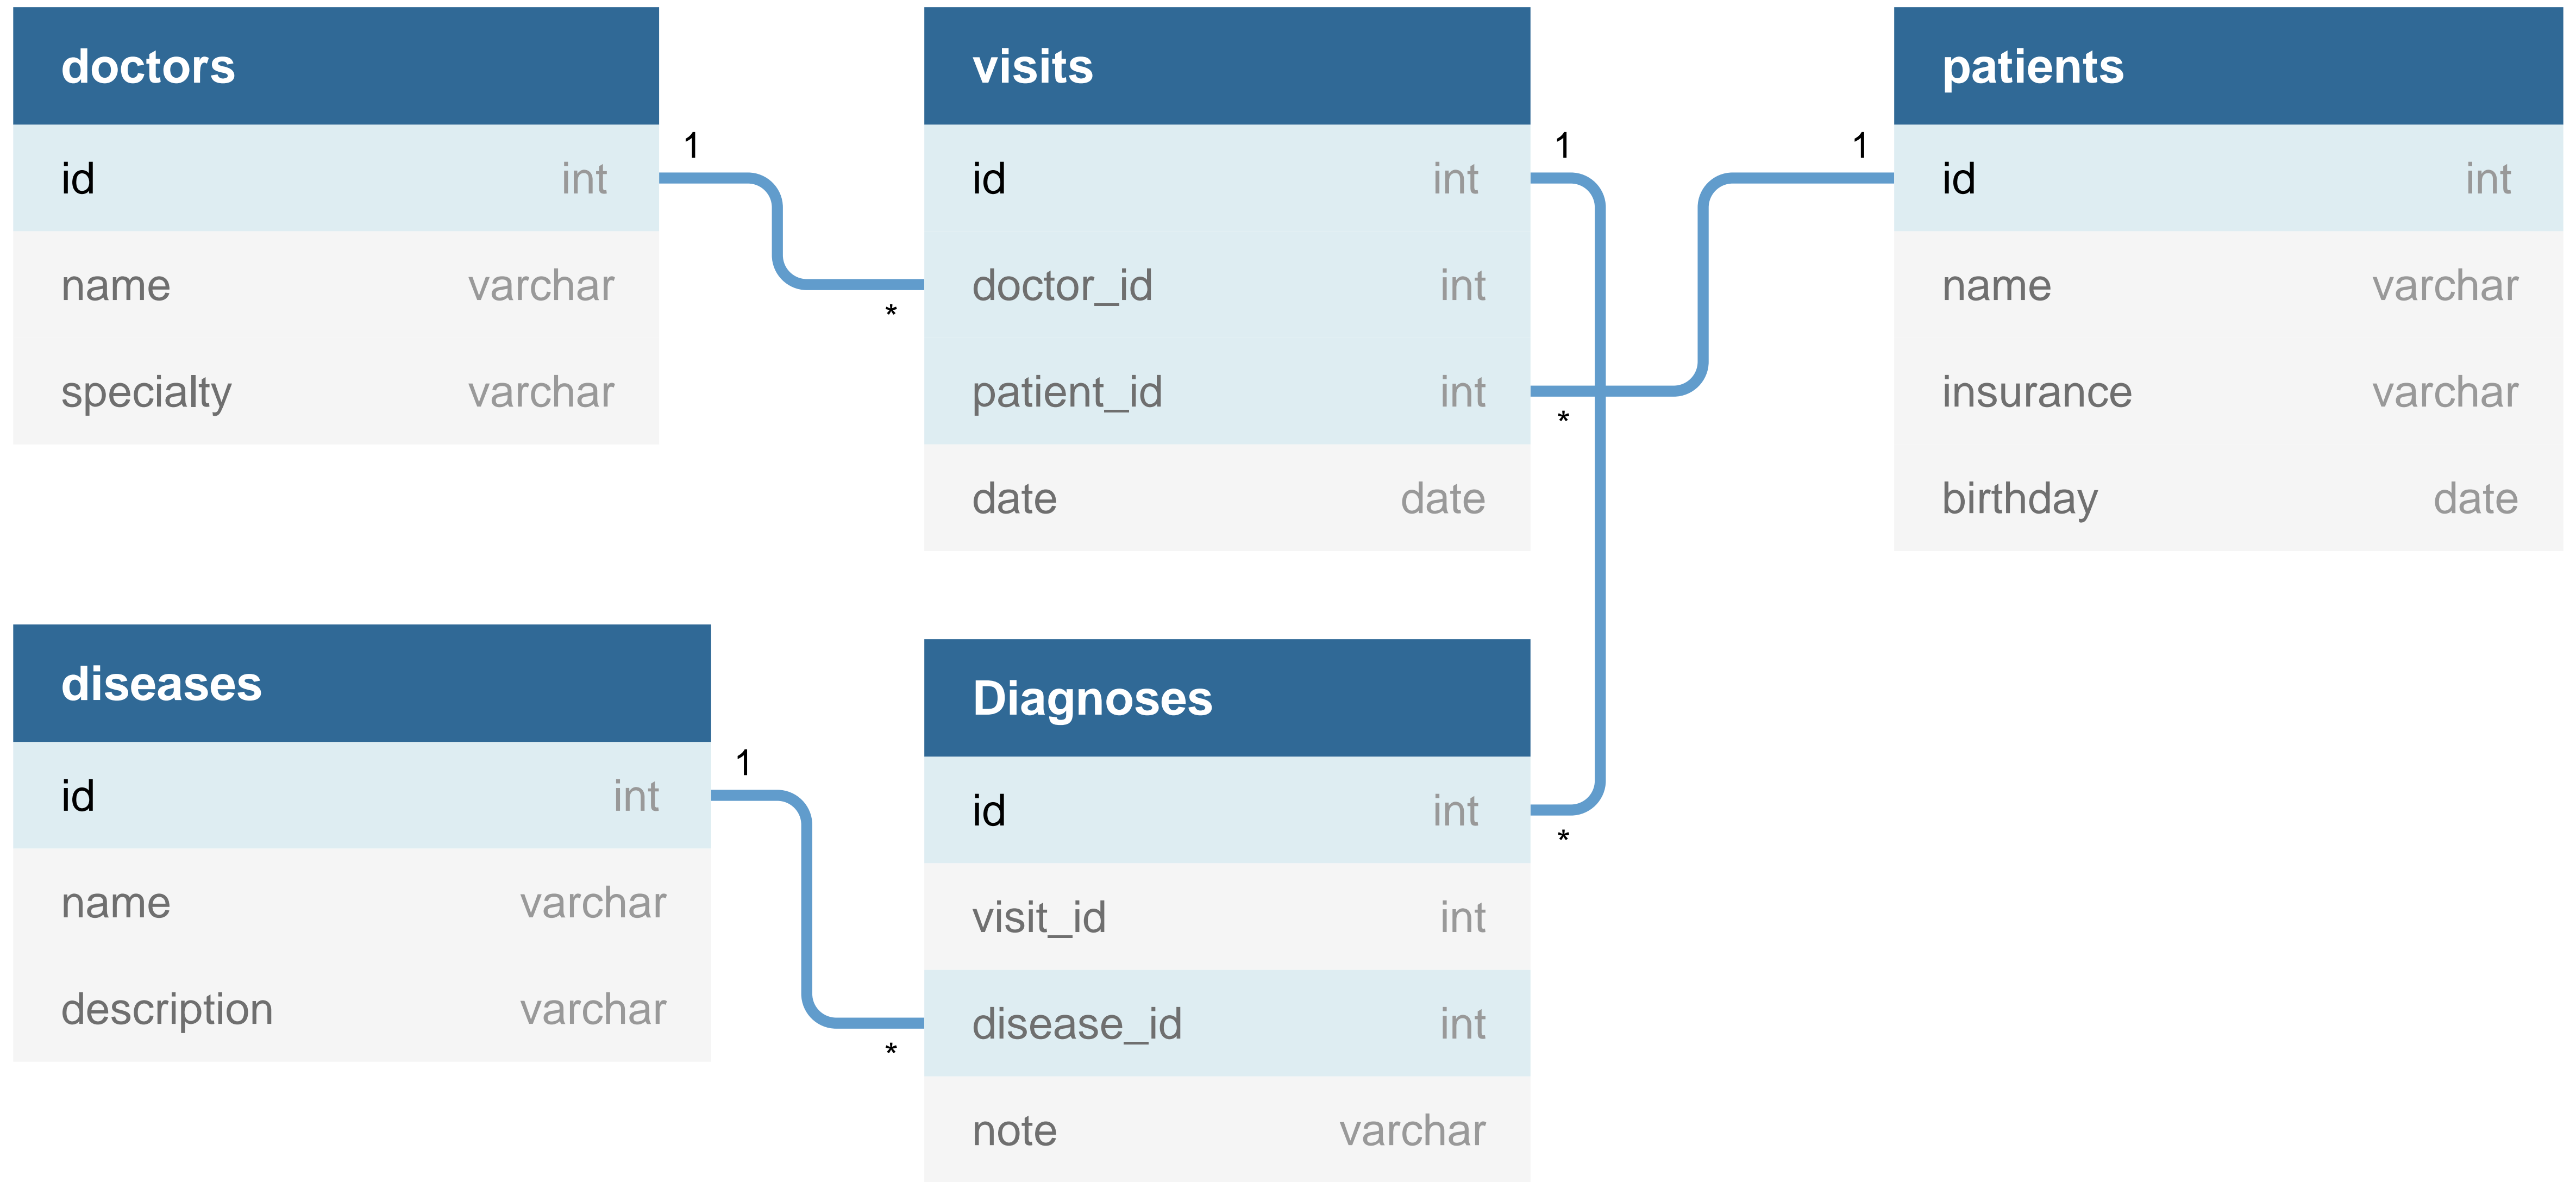 doctors
id int
name varchar
specialty varchar
1
*
visits
id int
doctor_id int
patient_id int
date date
1
*
1
patients
id int
name varchar
insurance varchar
birthday date
diseases
id int
name varchar
description varchar
1
*
Diagnoses
id int
visit_id int
disease_id int
note varchar
*